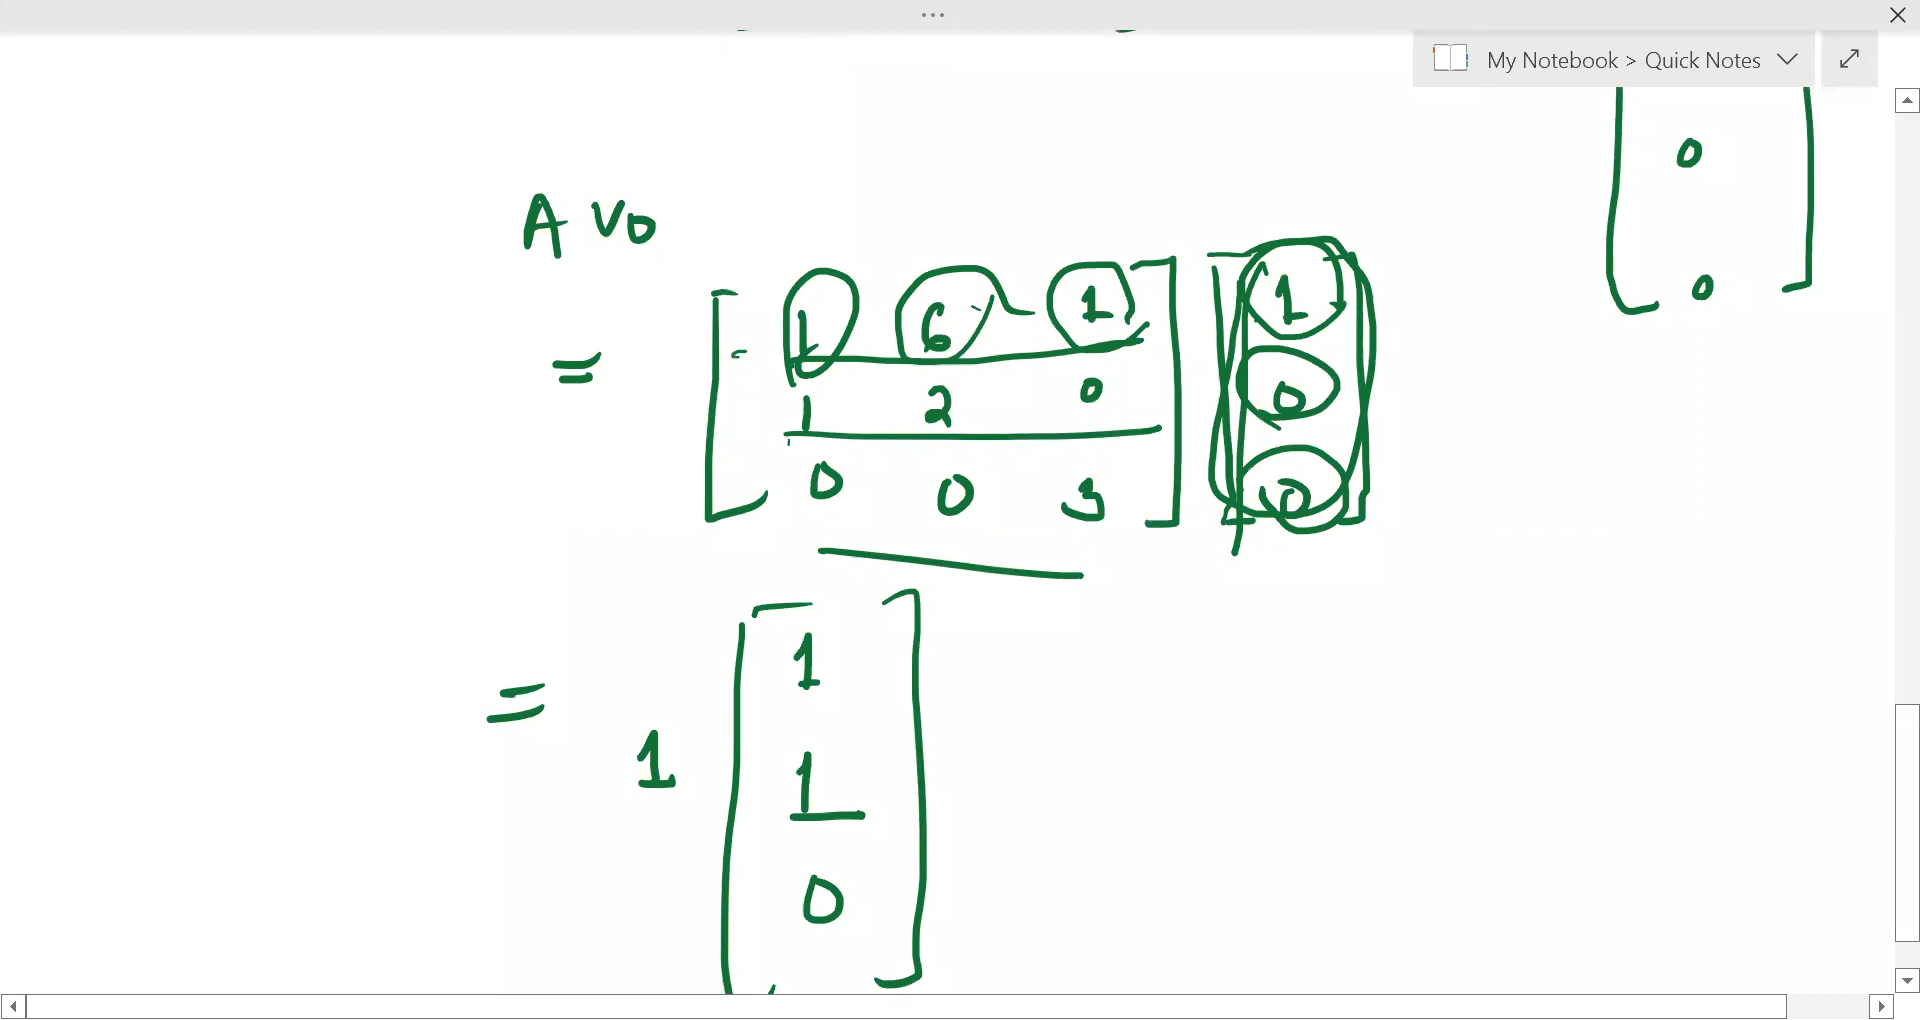 My Notebook > Quick Notes
0
0
A v0
= [ 1 6 1 ] [ 1 ]
1 2 0 0
0 0 3 0
= 1 [ 1 ]
1
0